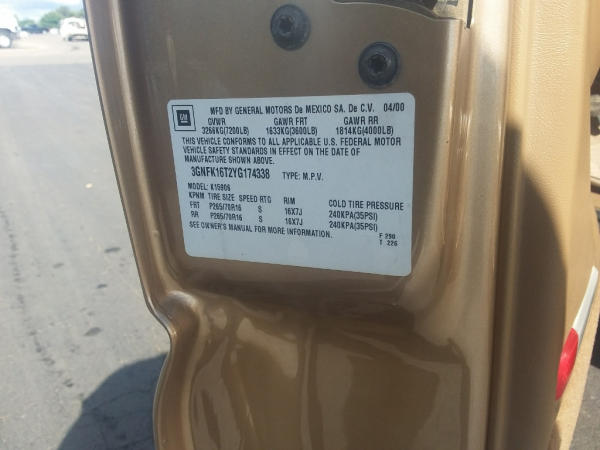 GM
MFD BY GENERAL MOTORS De MEXICO SA. De C.V. 04/00
GVWR GAWR FRT GAWR RR
3266KG(7200LB) 1633KG(3600LB) 1814KG(4000LB)
THIS VEHICLE CONFORMS TO ALL APPLICABLE U.S. FEDERAL MOTOR
VEHICLE SAFETY STANDARDS IN EFFECT ON THE DATE OF
MANUFACTURE SHOWN ABOVE.
3GNFK16T2YG174338 TYPE: M.P.V.
MODEL: K15906
KPNM TIRE SIZE SPEED RTG RIM COLD TIRE PRESSURE
FRT P265/70R16 S 16X7J 240KPA(35PSI)
RR P265/70R16 S 16X7J 240KPA(35PSI)
SEE OWNER'S MANUAL FOR MORE INFORMATION.
F 290
T 226